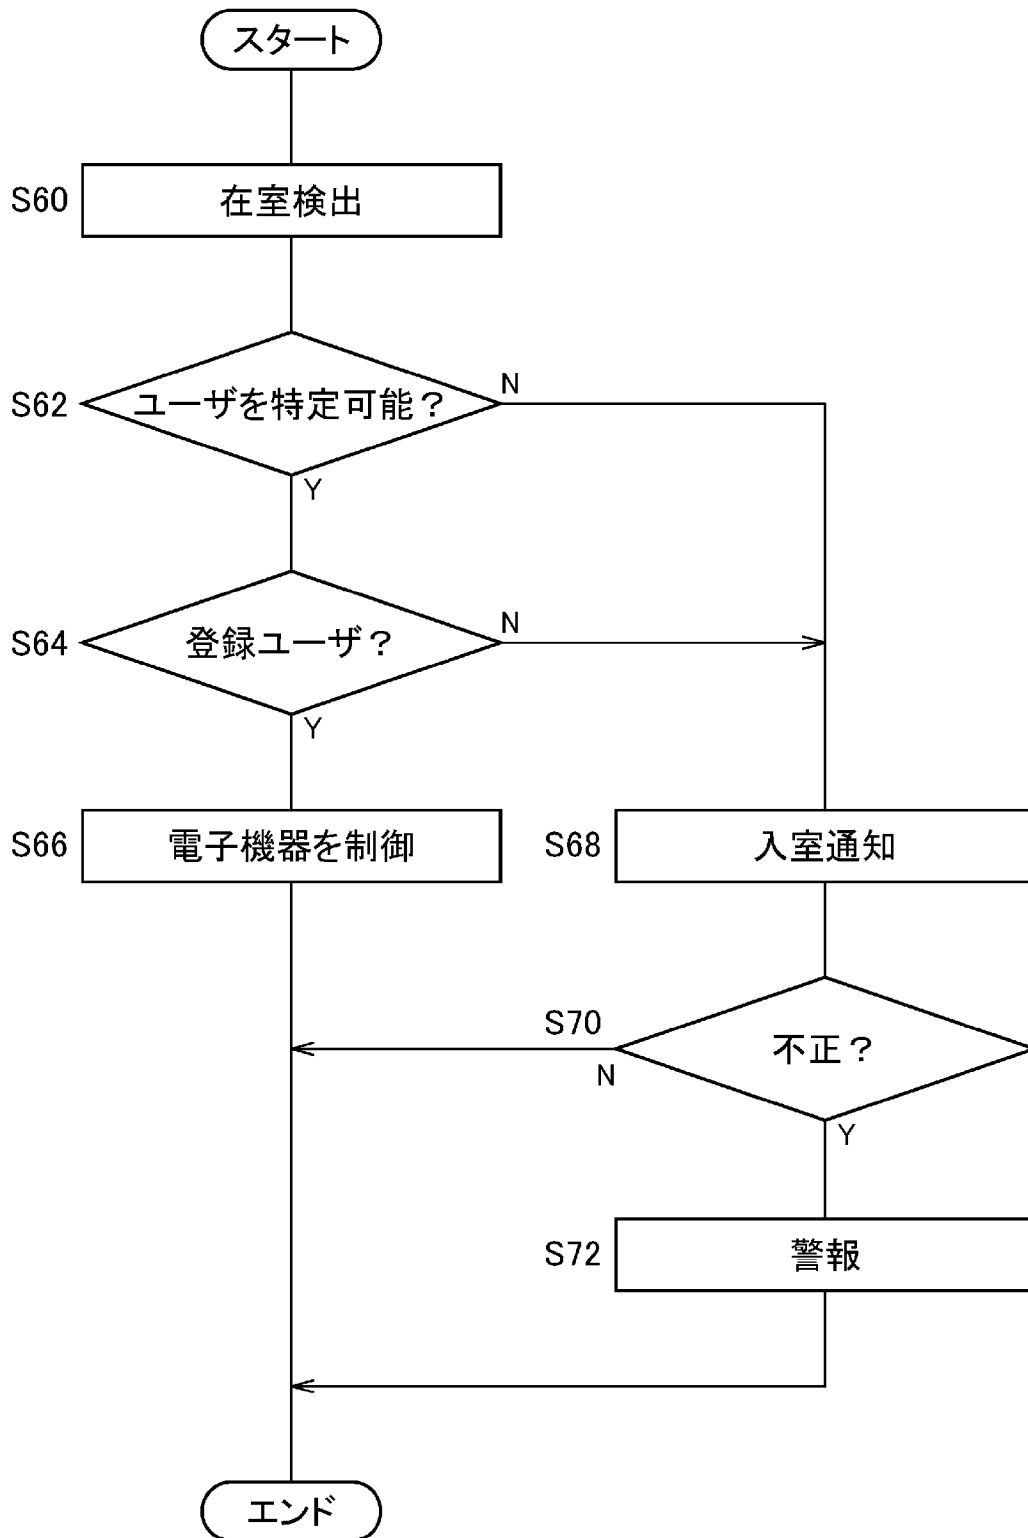 スタート
S60
在室検出
S62
ユーザを特定可能？
N
Y
S64
登録ユーザ？
N
Y
S66
電子機器を制御
S68
入室通知
S70
不正？
N
Y
S72
警報
エンド